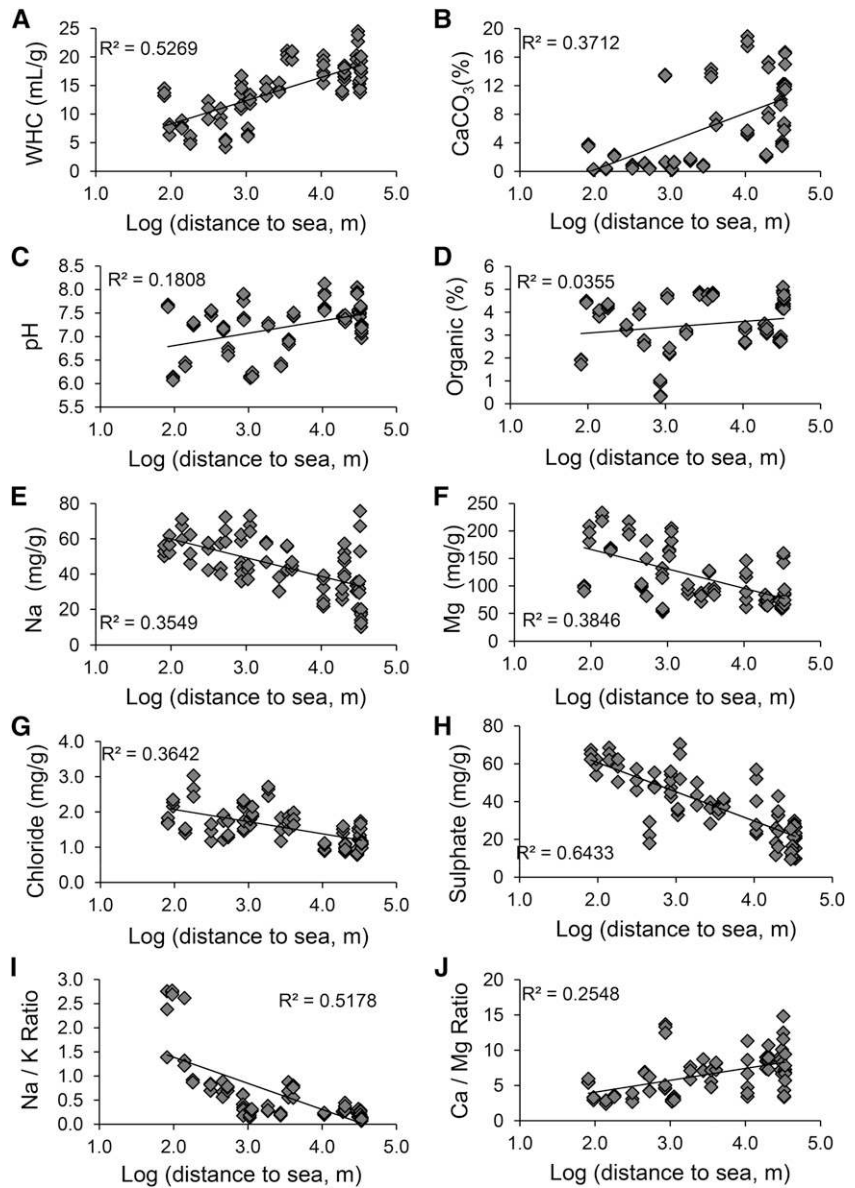 A
R² = 0.5269
WHC (mL/g)
25
20
15
10
5
0
1.0 2.0 3.0 4.0 5.0
Log (distance to sea, m)
B
R² = 0.3712
CaCO₃(%)
20
16
12
8
4
0
1.0 2.0 3.0 4.0 5.0
Log (distance to sea, m)
C
R² = 0.1808
pH
8.5
8.0
7.5
7.0
6.5
6.0
5.5
1.0 2.0 3.0 4.0 5.0
Log (distance to sea, m)
D
R² = 0.0355
Organic (%)
6
5
4
3
2
1
0
1.0 2.0 3.0 4.0 5.0
Log (distance to sea, m)
E
Na (mg/g)
80
60
40
20
0
R² = 0.3549
1.0 2.0 3.0 4.0 5.0
Log (distance to sea, m)
F
Mg (mg/g)
250
200
150
100
50
0
R² = 0.3846
1.0 2.0 3.0 4.0 5.0
Log (distance to sea, m)
G
R² = 0.3642
Chloride (mg/g)
4.0
3.0
2.0
1.0
0.0
1.0 2.0 3.0 4.0 5.0
Log (distance to sea, m)
H
Sulphate (mg/g)
80
60
40
20
0
R² = 0.6433
1.0 2.0 3.0 4.0 5.0
Log (distance to sea, m)
I
R² = 0.5178
Na / K Ratio
3.0
2.5
2.0
1.5
1.0
0.5
0.0
1.0 2.0 3.0 4.0 5.0
Log (distance to sea, m)
J
R² = 0.2548
Ca / Mg Ratio
20
15
10
5
0
1.0 2.0 3.0 4.0 5.0
Log (distance to sea, m)